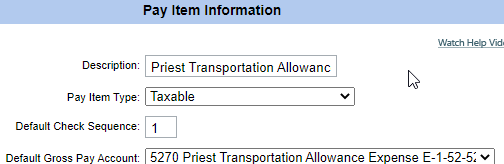 Pay Item Information
Watch Help Vid
Description: Priest Transportation Allowanc
Pay Item Type: Taxable
Default Check Sequence: 1
Default Gross Pay Account: 5270 Priest Transportation Allowance Expense E-1-52-52